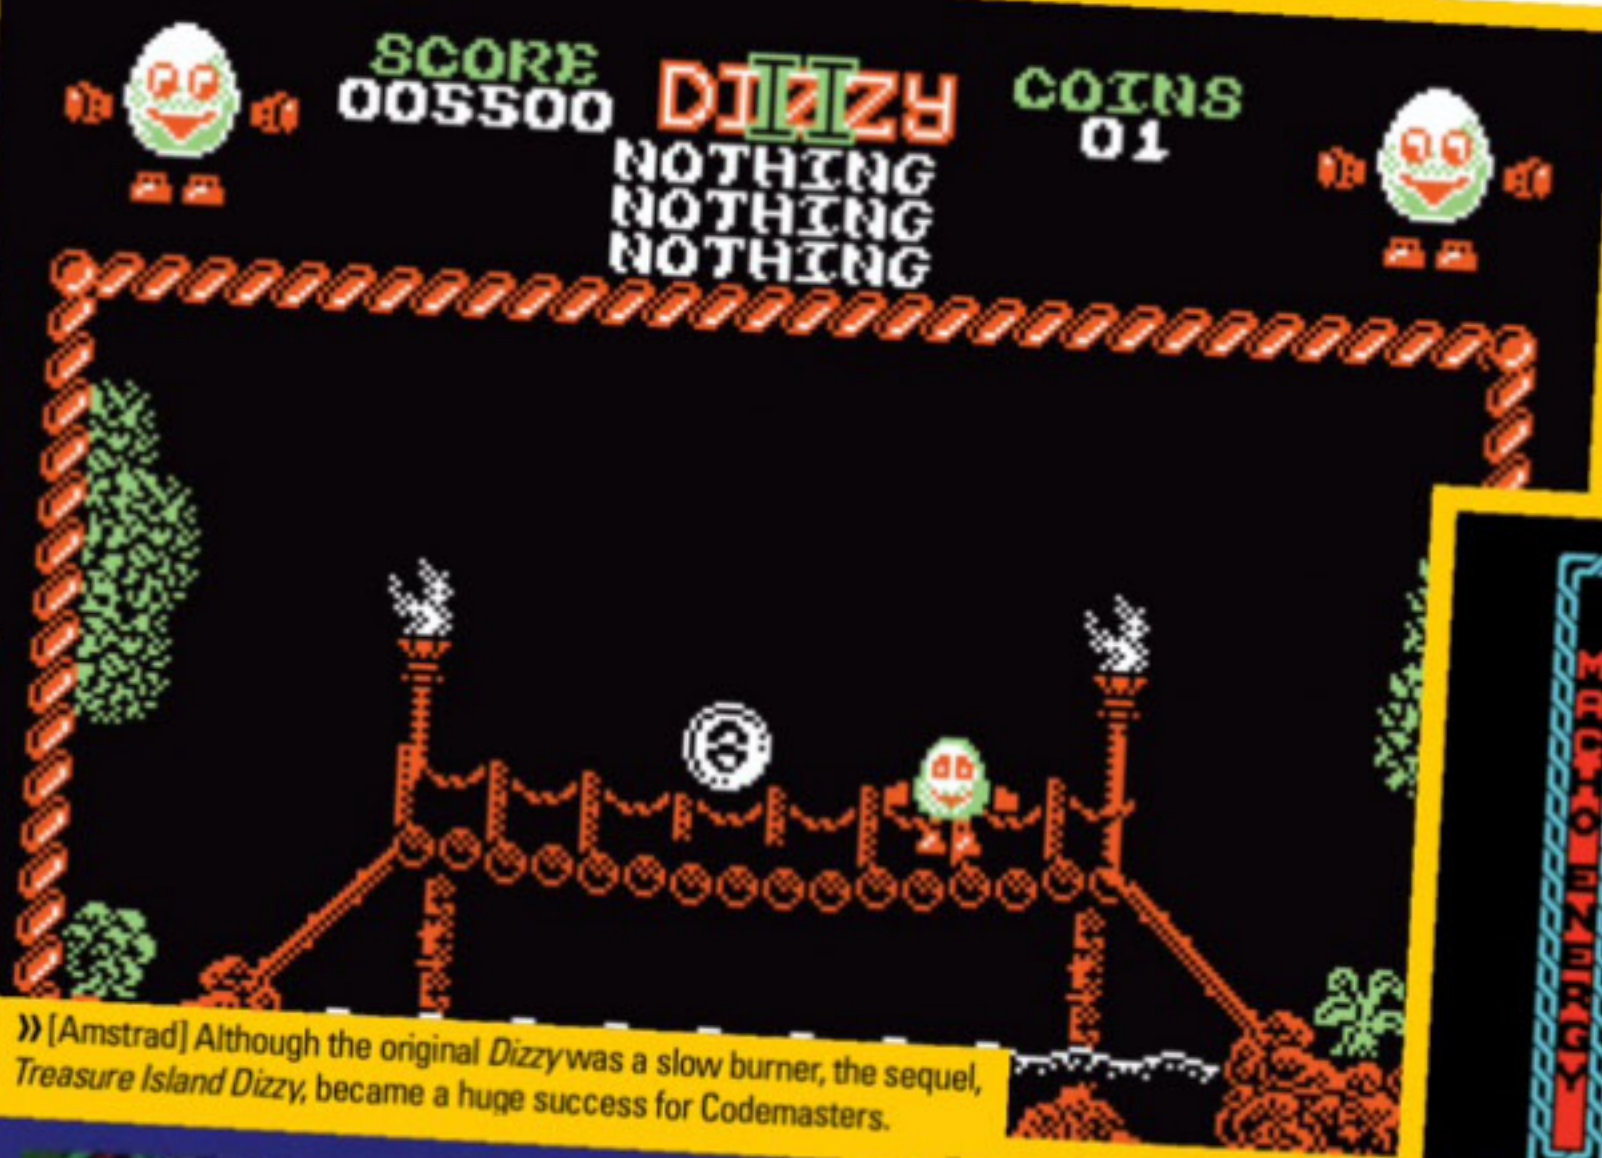 SCORE
005500
DIZZY
II
COINS
01
NOTHING
NOTHING
NOTHING
» [Amstrad] Although the original Dizzy was a slow burner, the sequel,
Treasure Island Dizzy, became a huge success for Codemasters.